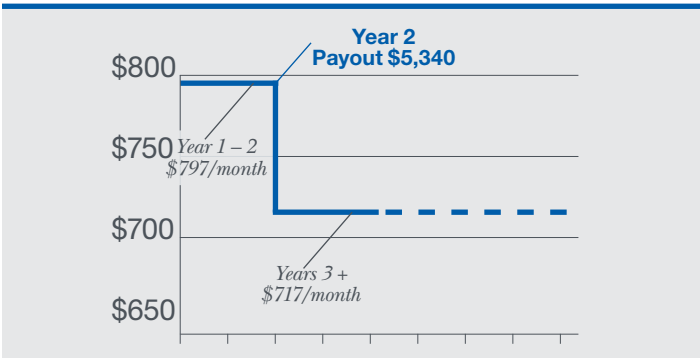 Year 2
Payout $5,340
$800
$750
Year 1 – 2
$797/month
$700
Years 3 +
$717/month
$650